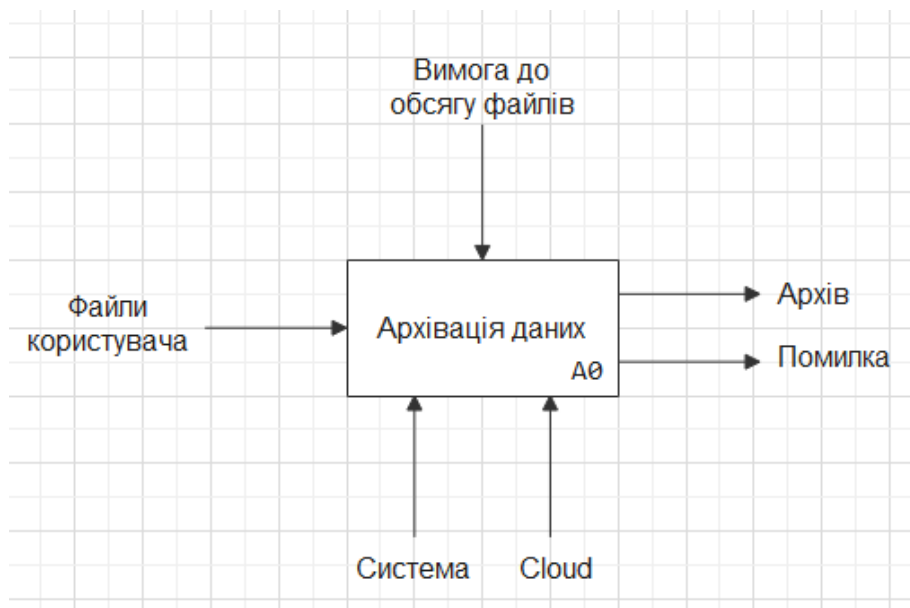 Вимога до
обсягу файлів
Файли
користувача
Архівація даних
A0
Архів
Помилка
Система
Cloud